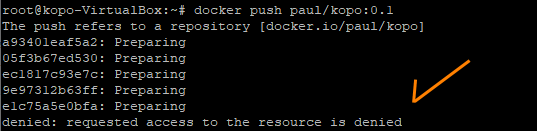 root@kopo-VirtualBox:~# docker push paul/kopo:0.1
The push refers to a repository [docker.io/paul/kopo]
a93401eaf5a2: Preparing
05f3b67ed530: Preparing
ec1817c93e7c: Preparing
9e97312b63ff: Preparing
e1c75a5e0bfa: Preparing
denied: requested access to the resource is denied